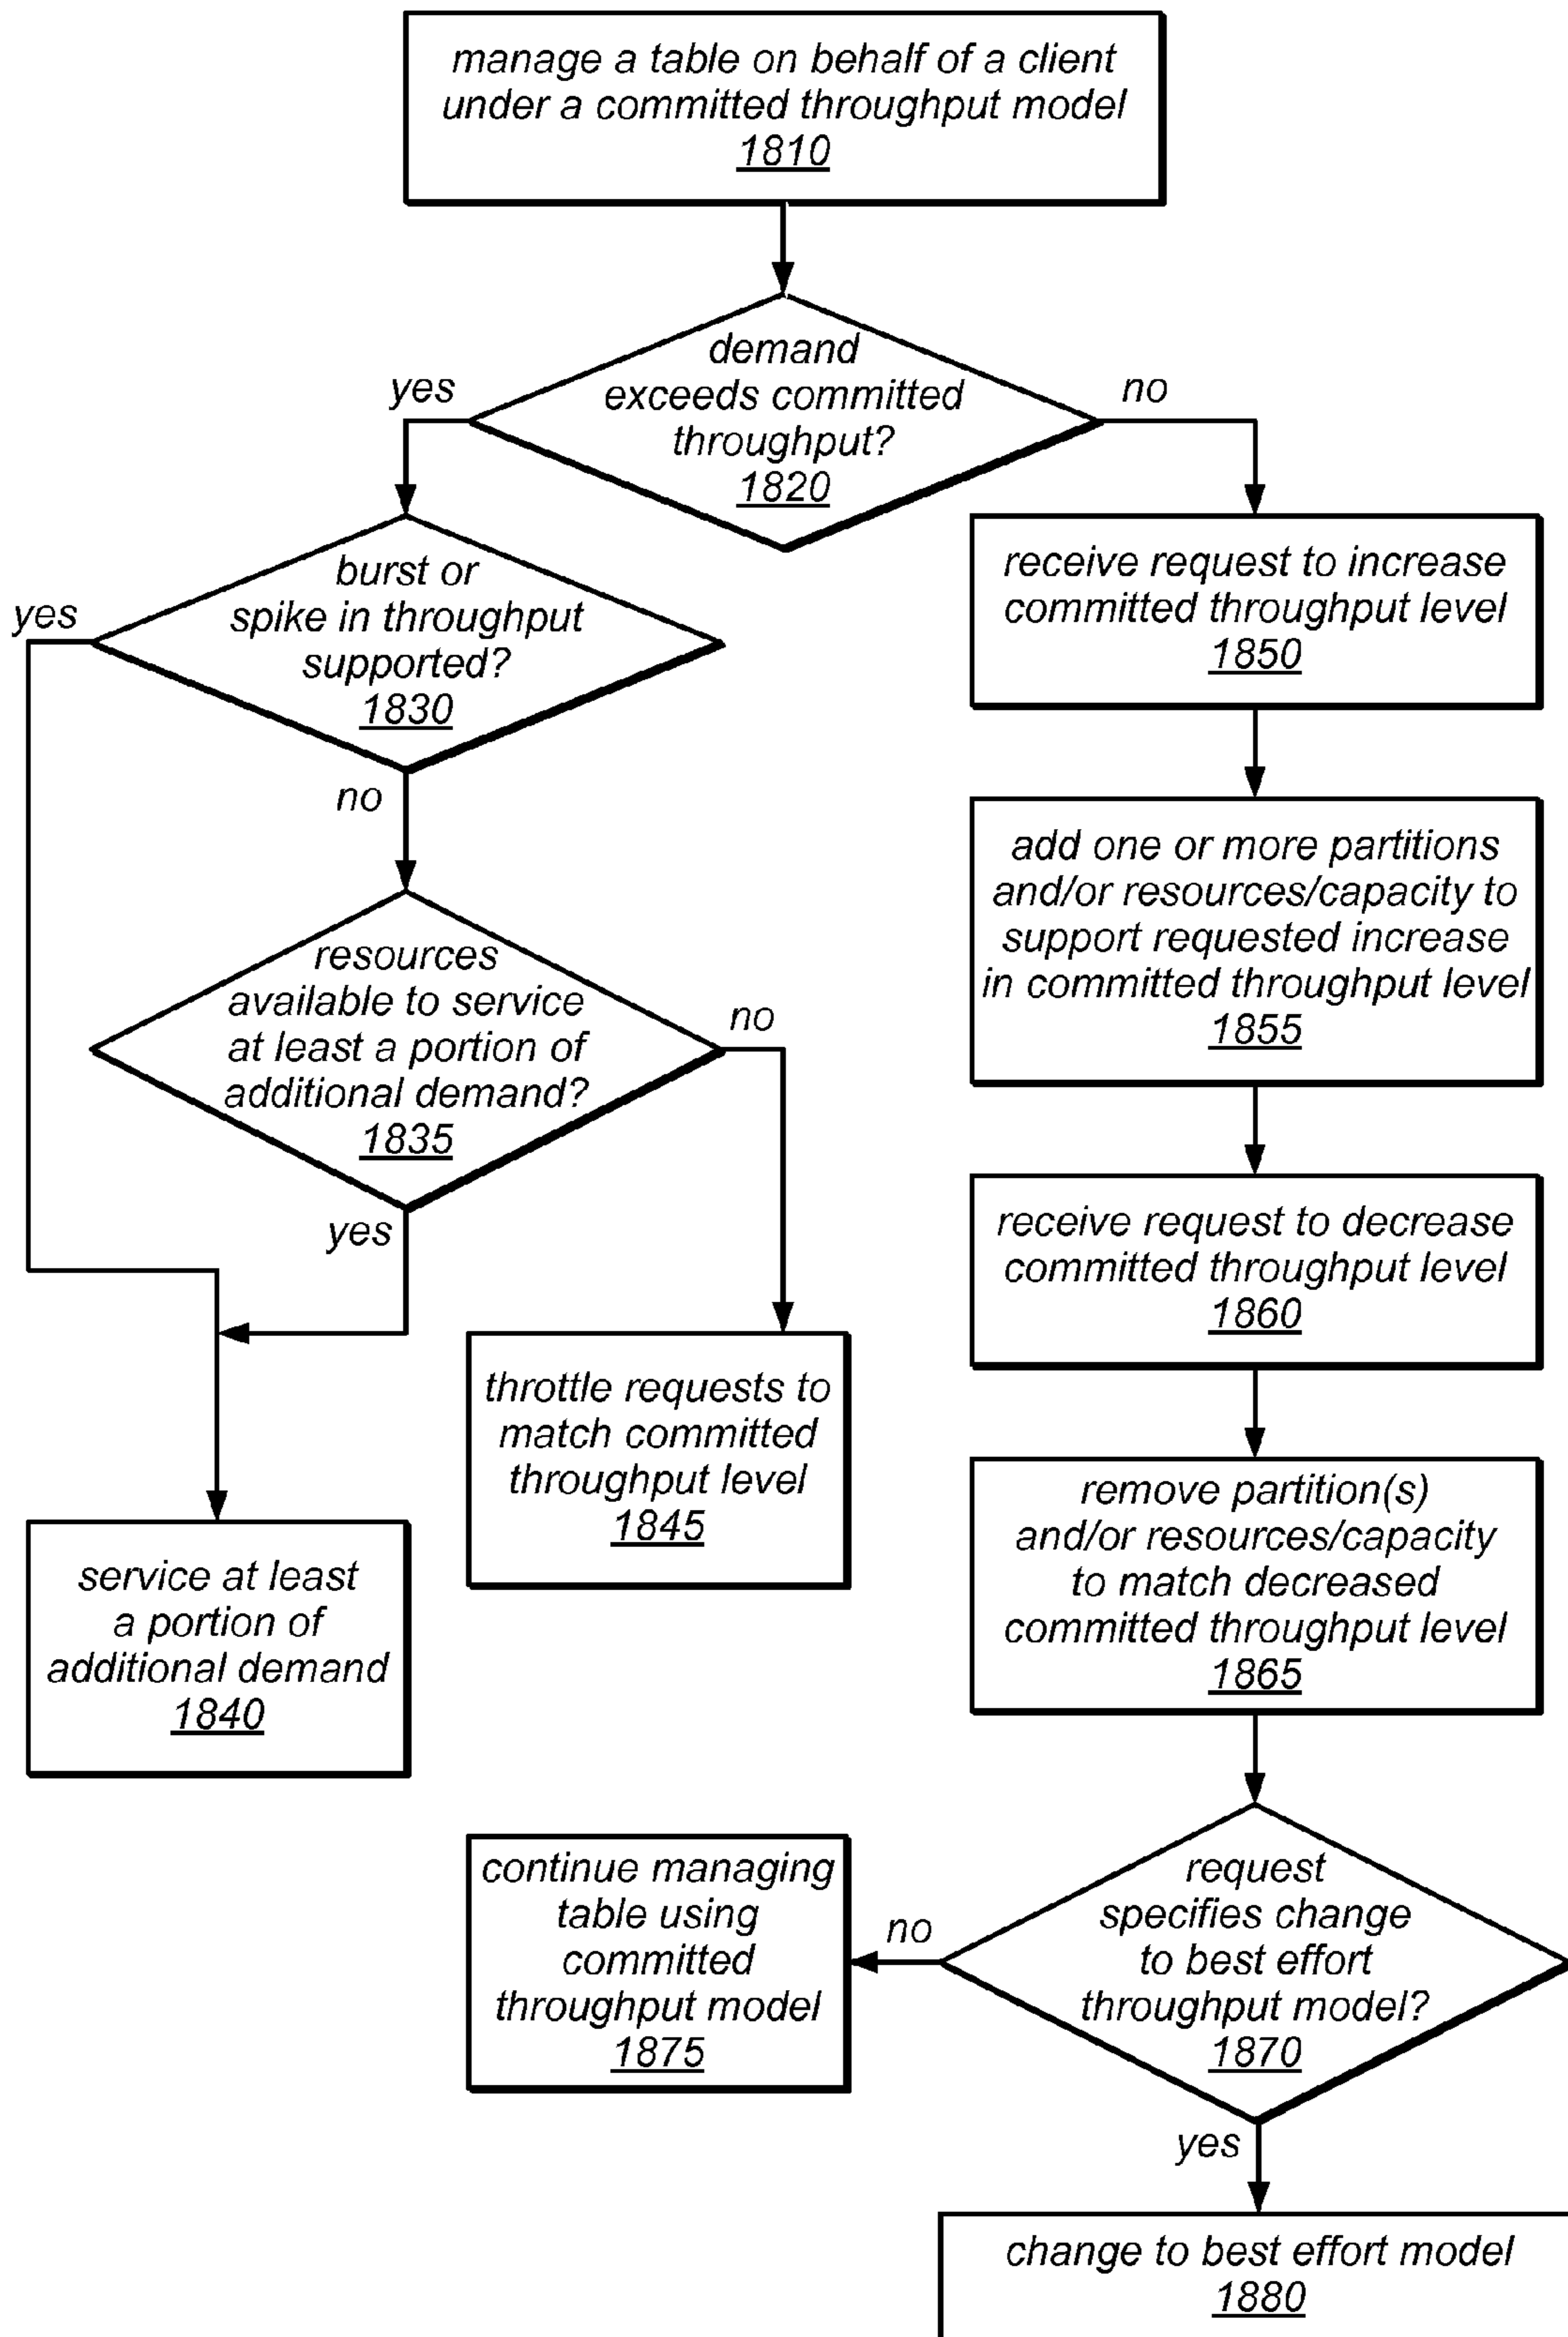 manage a table on behalf of a client
under a committed throughput model
1810
demand
exceeds committed
throughput?
1820
yes
no
burst or
spike in throughput
supported?
1830
yes
no
resources
available to service
at least a portion of
additional demand?
1835
no
yes
service at least
a portion of
additional demand
1840
throttle requests to
match committed
throughput level
1845
receive request to increase
committed throughput level
1850
add one or more partitions
and/or resources/capacity to
support requested increase
in committed throughput level
1855
receive request to decrease
committed throughput level
1860
remove partition(s)
and/or resources/capacity
to match decreased
committed throughput level
1865
request
specifies change
to best effort
throughput model?
1870
no
continue managing
table using
committed
throughput model
1875
yes
change to best effort model
1880